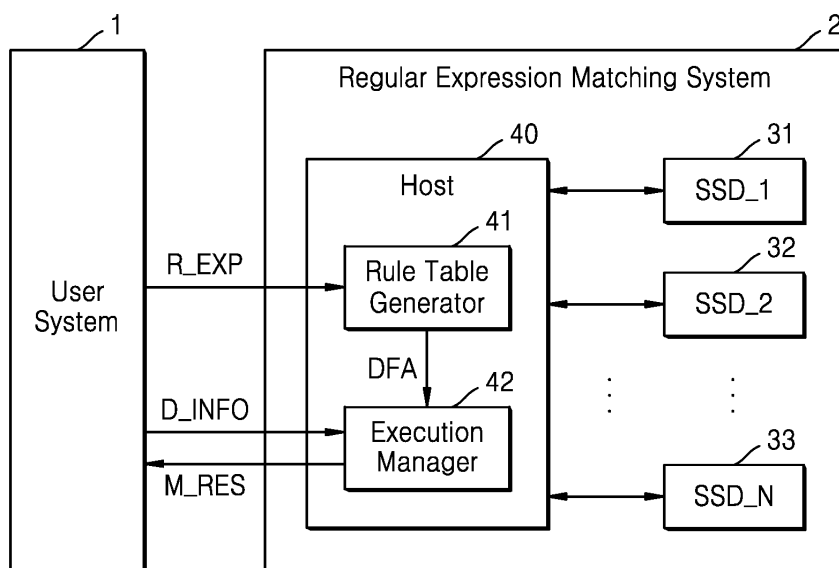 1
2
Regular Expression Matching System
40
31
Host
SSD_1
41
R_EXP
Rule Table
Generator
32
SSD_2
User
System
DFA
42
D_INFO
Execution
Manager
M_RES
33
SSD_N